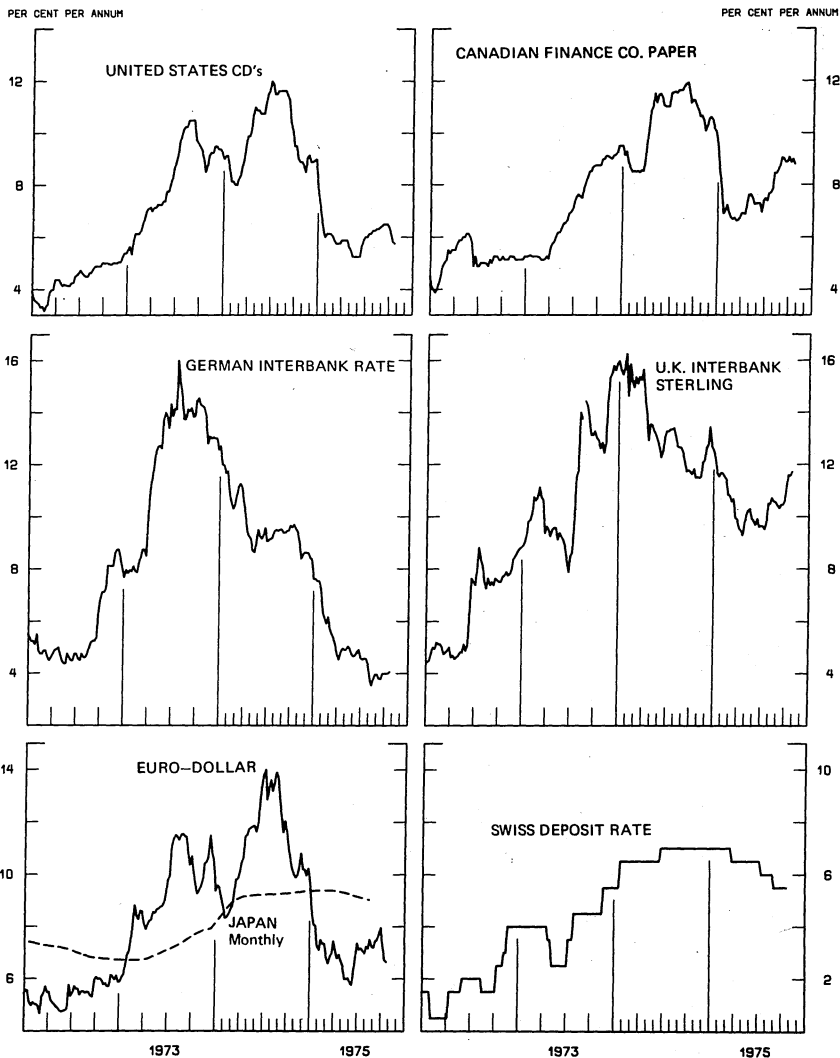 PER CENT PER ANNUM
PER CENT PER ANNUM
UNITED STATES CD's
12
8
4
CANADIAN FINANCE CO. PAPER
12
8
4
GERMAN INTERBANK RATE
16
12
8
4
U.K. INTERBANK
STERLING
16
12
8
4
EURO—DOLLAR
14
10
6
JAPAN
Monthly
1973
1975
SWISS DEPOSIT RATE
10
6
2
1973
1975